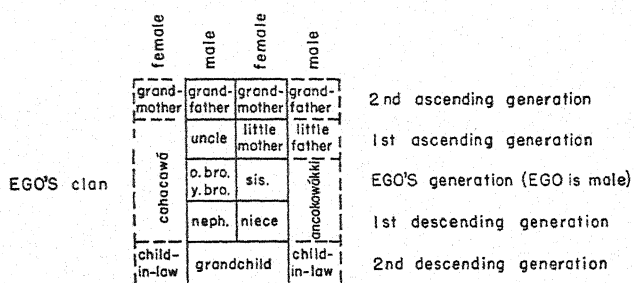 female
male
female
male
grand- grand- grand- grand-
mother father mother father
2nd ascending generation
uncle
little little
mother father
1st ascending generation
EGO'S clan
cahacawá
o. bro.
y. bro.
sis.
ancokowákki
EGO'S generation (EGO is male)
neph. niece
1st descending generation
child-
in-law
grandchild
child-
in-law
2nd descending generation